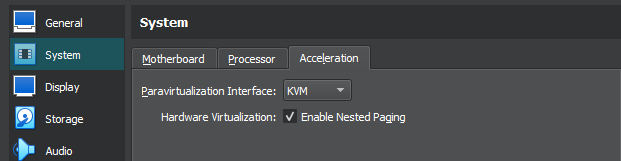 General
System
System
Motherboard Processor Acceleration
Display
Paravirtualization Interface: KVM
Hardware Virtualization: Enable Nested Paging
Storage
Audio